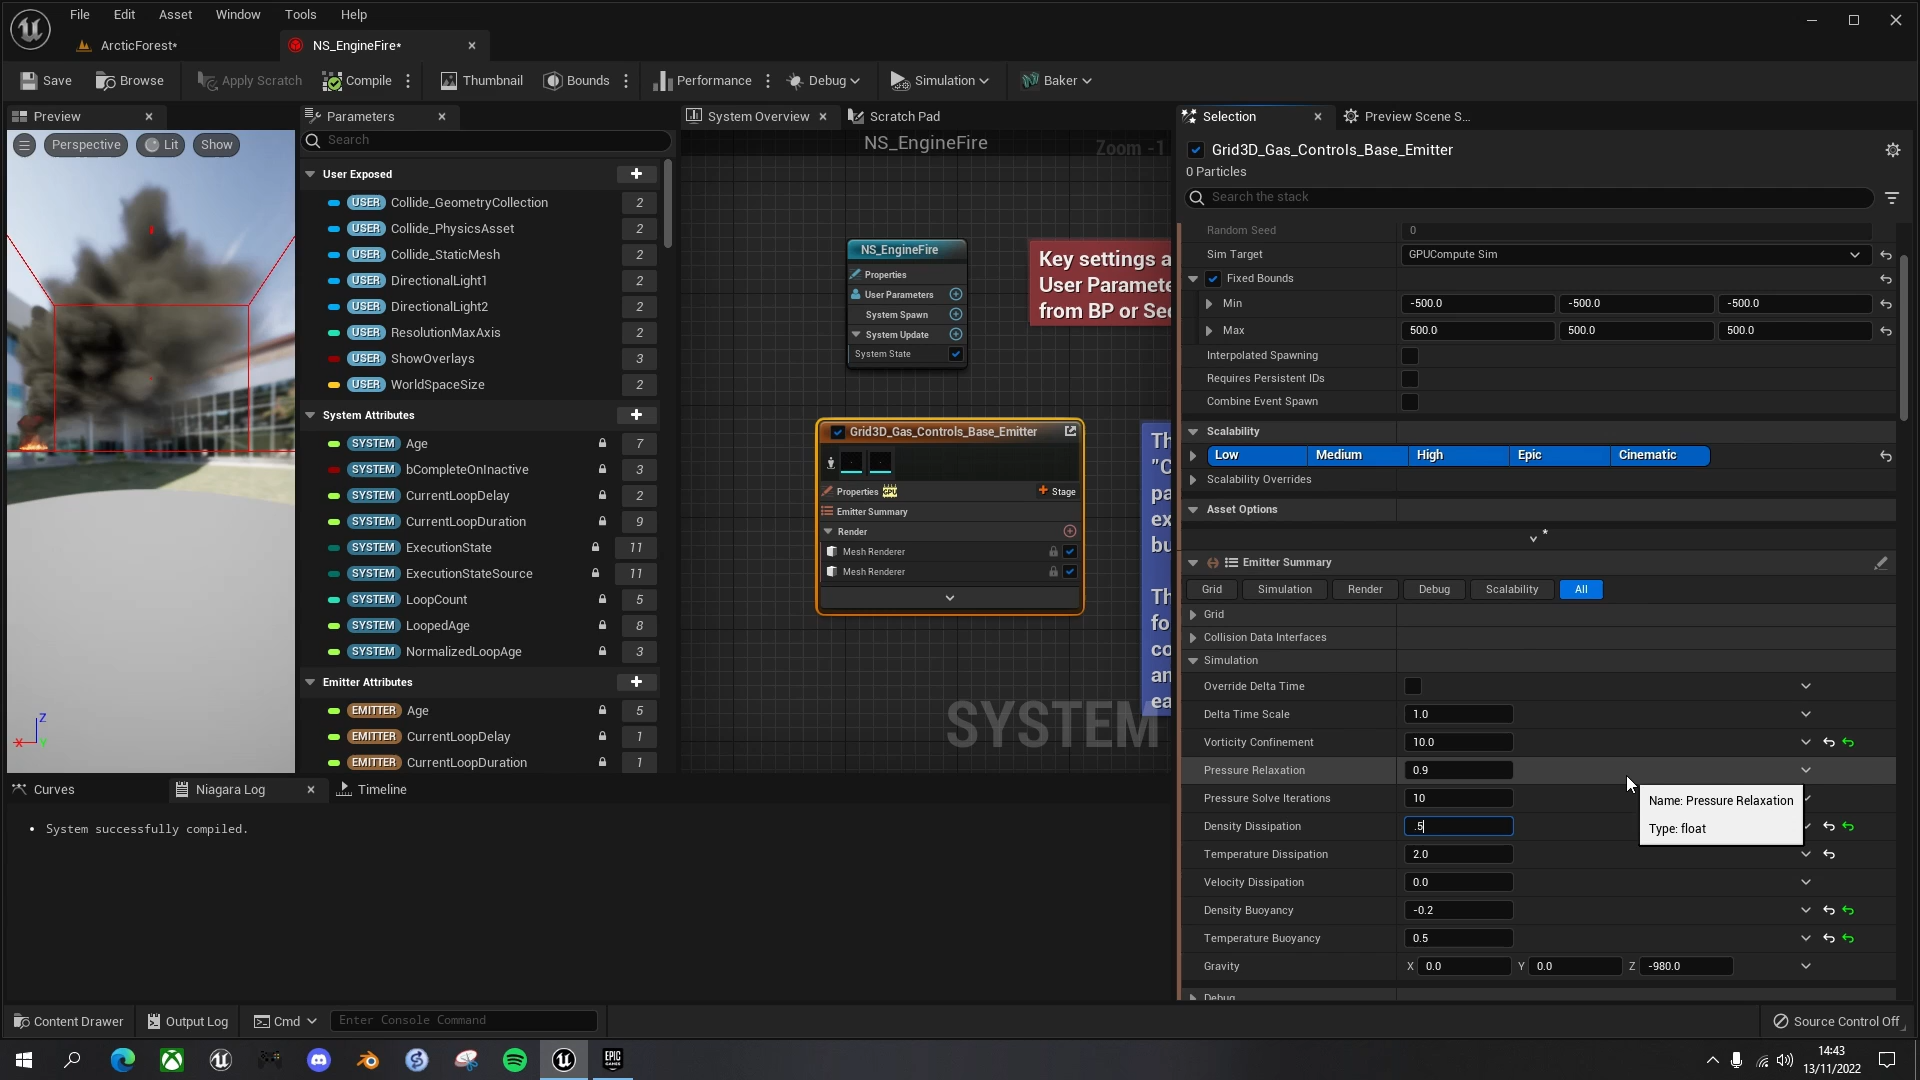 File Edit Asset Window Tools Help
ArcticForest*
NS_EngineFire*
Save
Browse
Apply Scratch
Compile
Thumbnail
Bounds
Performance
Debug
Simulation
Baker
Preview
Parameters
System Overview
Scratch Pad
Selection
Preview Scene S...
Perspective
Lit
Show
Search
NS_EngineFire
Zoom -1
Grid3D_Gas_Controls_Base_Emitter
0 Particles
Search the stack
User Exposed
USER Collide_GeometryCollection 2
USER Collide_PhysicsAsset 2
USER Collide_StaticMesh 2
USER DirectionalLight1 2
USER DirectionalLight2 2
USER ResolutionMaxAxis 2
USER ShowOverlays 3
USER WorldSpaceSize 2
System Attributes
SYSTEM Age 7
SYSTEM bCompleteOnInactive 3
SYSTEM CurrentLoopDelay 2
SYSTEM CurrentLoopDuration 9
SYSTEM ExecutionState 11
SYSTEM ExecutionStateSource 11
SYSTEM LoopCount 5
SYSTEM LoopedAge 8
SYSTEM NormalizedLoopAge 3
Emitter Attributes
EMITTER Age 5
EMITTER CurrentLoopDelay 1
EMITTER CurrentLoopDuration 1
NS_EngineFire
Properties
User Parameters
System Spawn
System Update
System State
Key settings a
User Paramete
from BP or Sec
Grid3D_Gas_Controls_Base_Emitter
Properties GPU
Stage
Emitter Summary
Render
Mesh Renderer
Mesh Renderer
Th
"C
pa
ex
bu
Th
fo
co
an
ea
SYSTEM
Random Seed 0
Sim Target GPUCompute Sim
Fixed Bounds
Min -500.0 -500.0 -500.0
Max 500.0 500.0 500.0
Interpolated Spawning
Requires Persistent IDs
Combine Event Spawn
Scalability
Low Medium High Epic Cinematic
Scalability Overrides
Asset Options
*
Emitter Summary
Grid Simulation Render Debug Scalability All
Grid
Collision Data Interfaces
Simulation
Override Delta Time
Delta Time Scale 1.0
Vorticity Confinement 10.0
Pressure Relaxation 0.9
Pressure Solve Iterations 10
Density Dissipation .5
Temperature Dissipation 2.0
Velocity Dissipation 0.0
Density Buoyancy -0.2
Temperature Buoyancy 0.5
Gravity X 0.0 Y 0.0 Z -980.0
Debug
Name: Pressure Relaxation
Type: float
Z
X
Y
Curves
Niagara Log
Timeline
• System successfully compiled.
Content Drawer
Output Log
Cmd
Enter Console Command
Source Control Off
EPIC GAMES
14:43
13/11/2022